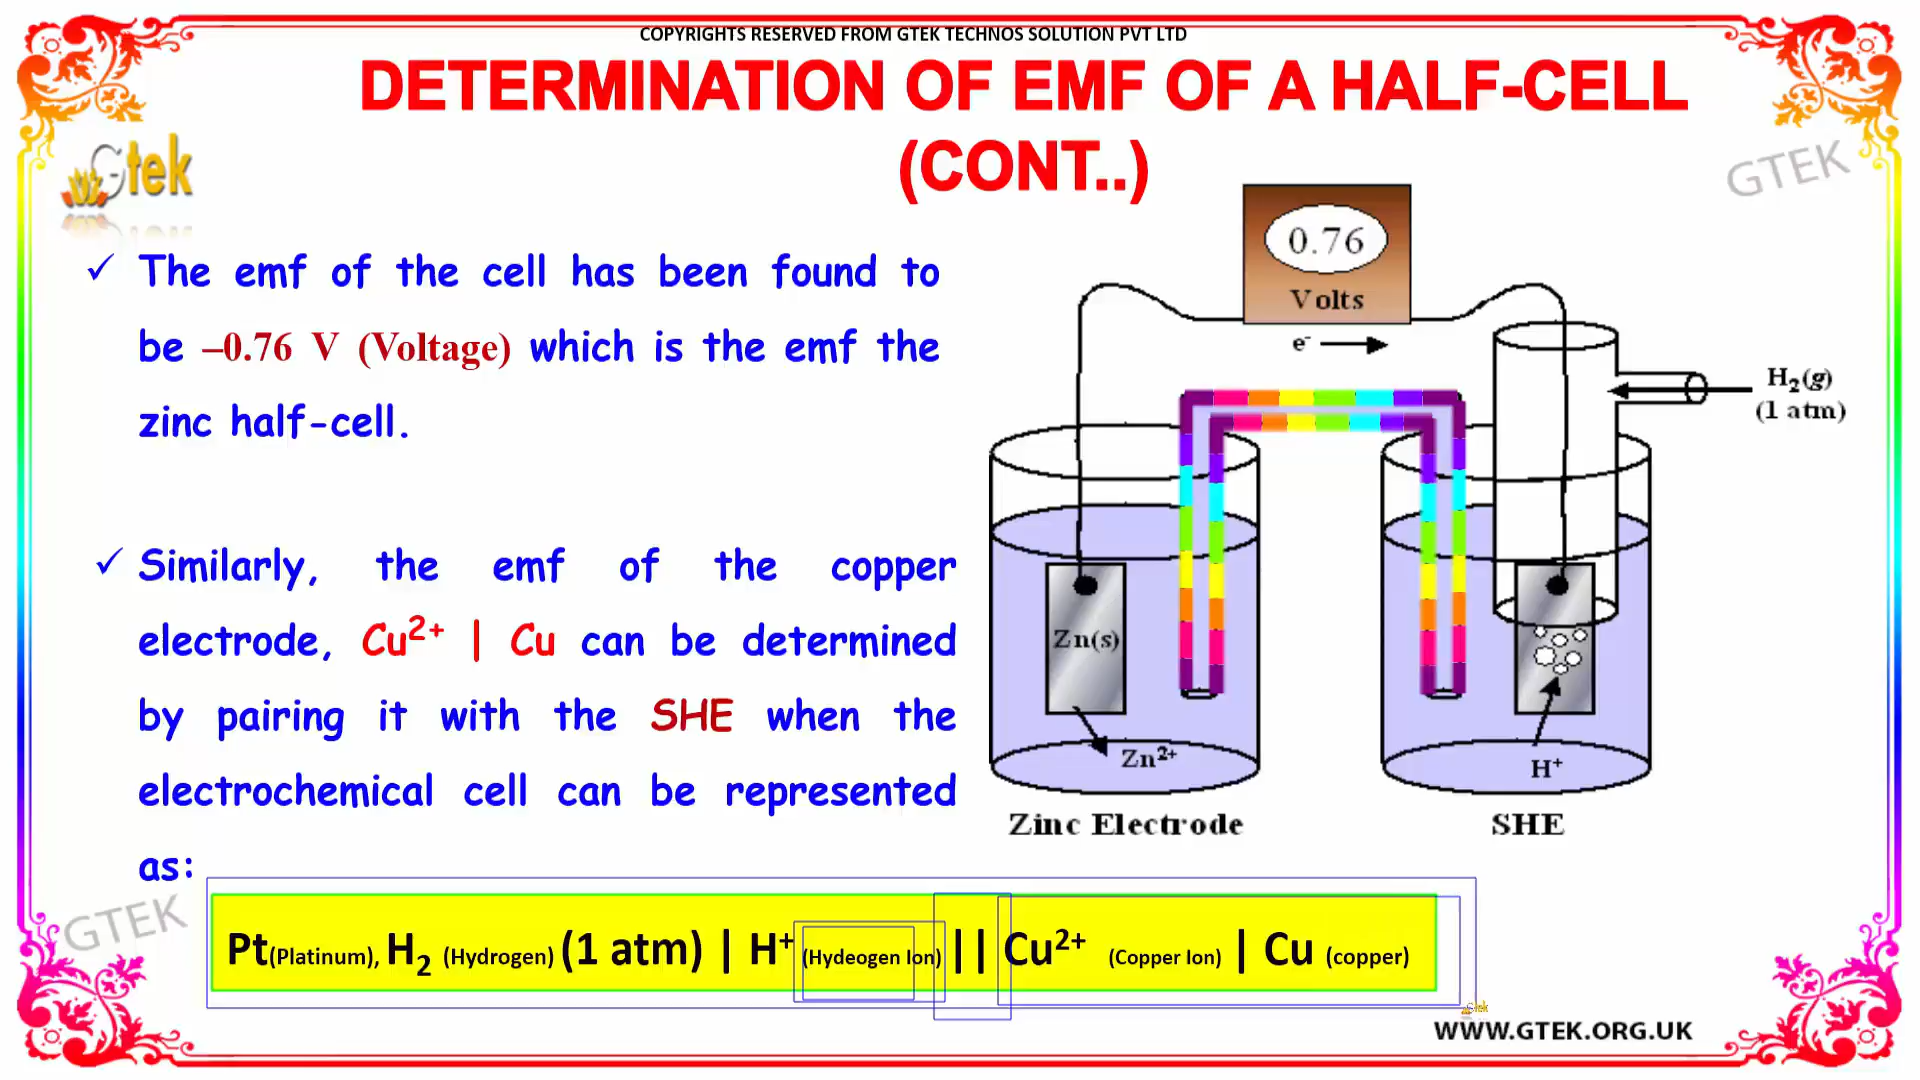 COPYRIGHTS RESERVED FROM GTEK TECHNOS SOLUTION PVT LTD
DETERMINATION OF EMF OF A HALF-CELL
(CONT..)
Gtek
GTEK
✓ The emf of the cell has been found to
be –0.76 V (Voltage) which is the emf the
zinc half-cell.
✓ Similarly, the emf of the copper
electrode, Cu²⁺ | Cu can be determined
by pairing it with the SHE when the
electrochemical cell can be represented
as:
0.76
Volts
e⁻
H₂(g)
(1 atm)
Zn(s)
Zn²⁺
H⁺
Zinc Electrode
SHE
GTEK
Pt(Platinum), H₂ (Hydrogen) (1 atm) | H⁺ (Hydeogen Ion) || Cu²⁺ (Copper Ion) | Cu (copper)
Gtek
WWW.GTEK.ORG.UK